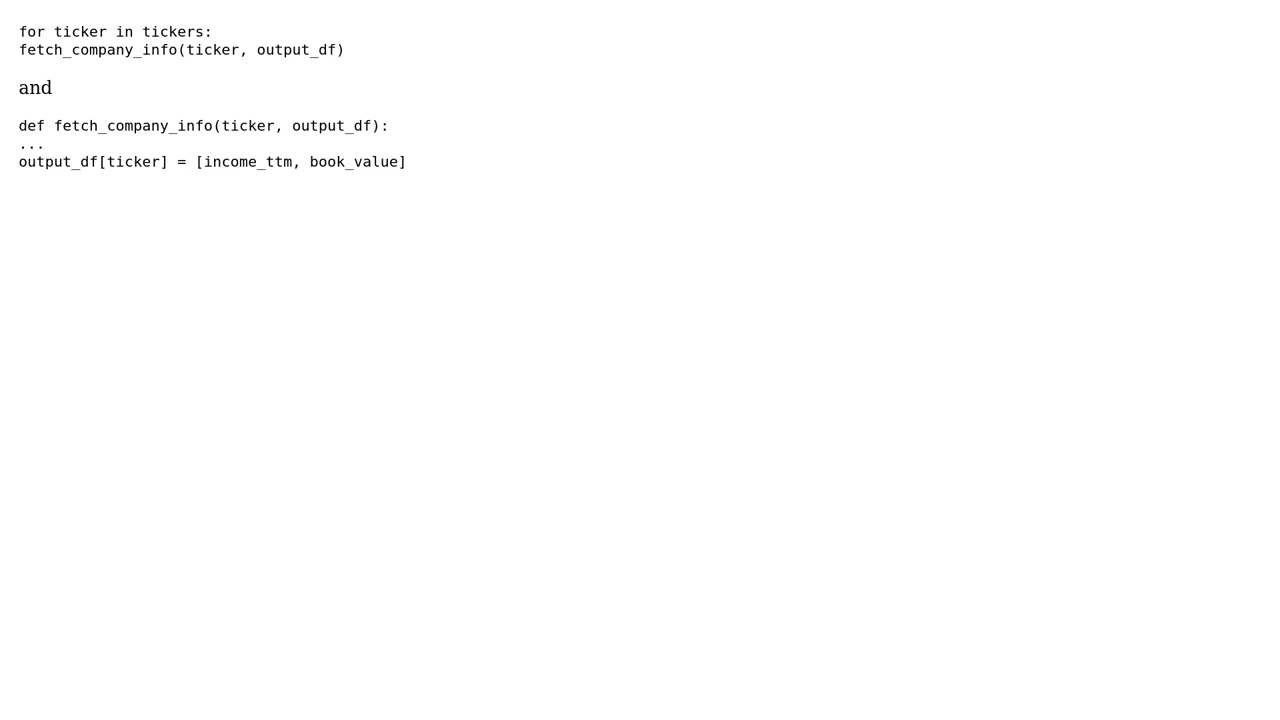 for ticker in tickers:
fetch_company_info(ticker, output_df)
and
def fetch_company_info(ticker, output_df):
...
output_df[ticker] = [income_ttm, book_value]